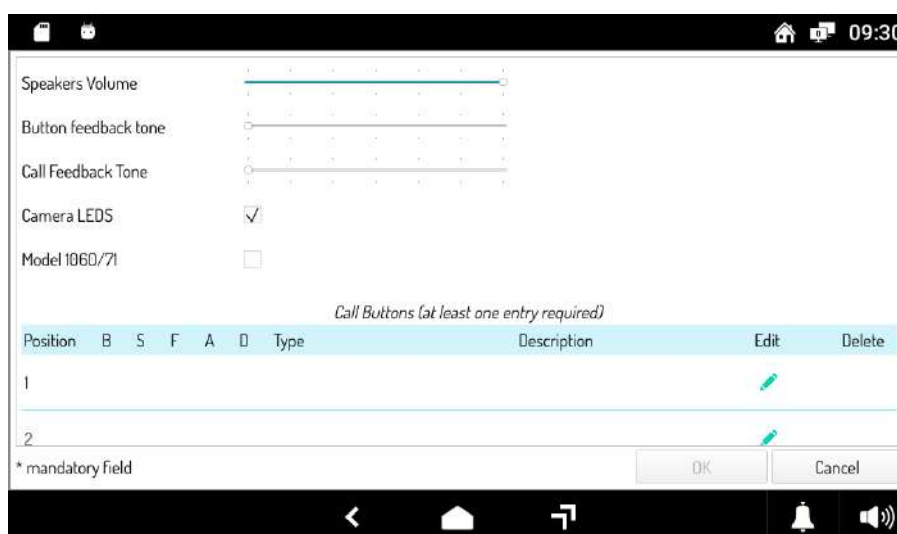 09:30
Speakers Volume
Button feedback tone
Call Feedback Tone
Camera LEDS
Model 1060/71
Call Buttons (at least one entry required)
Position B S F A D Type Description Edit Delete
1
2
* mandatory field OK Cancel